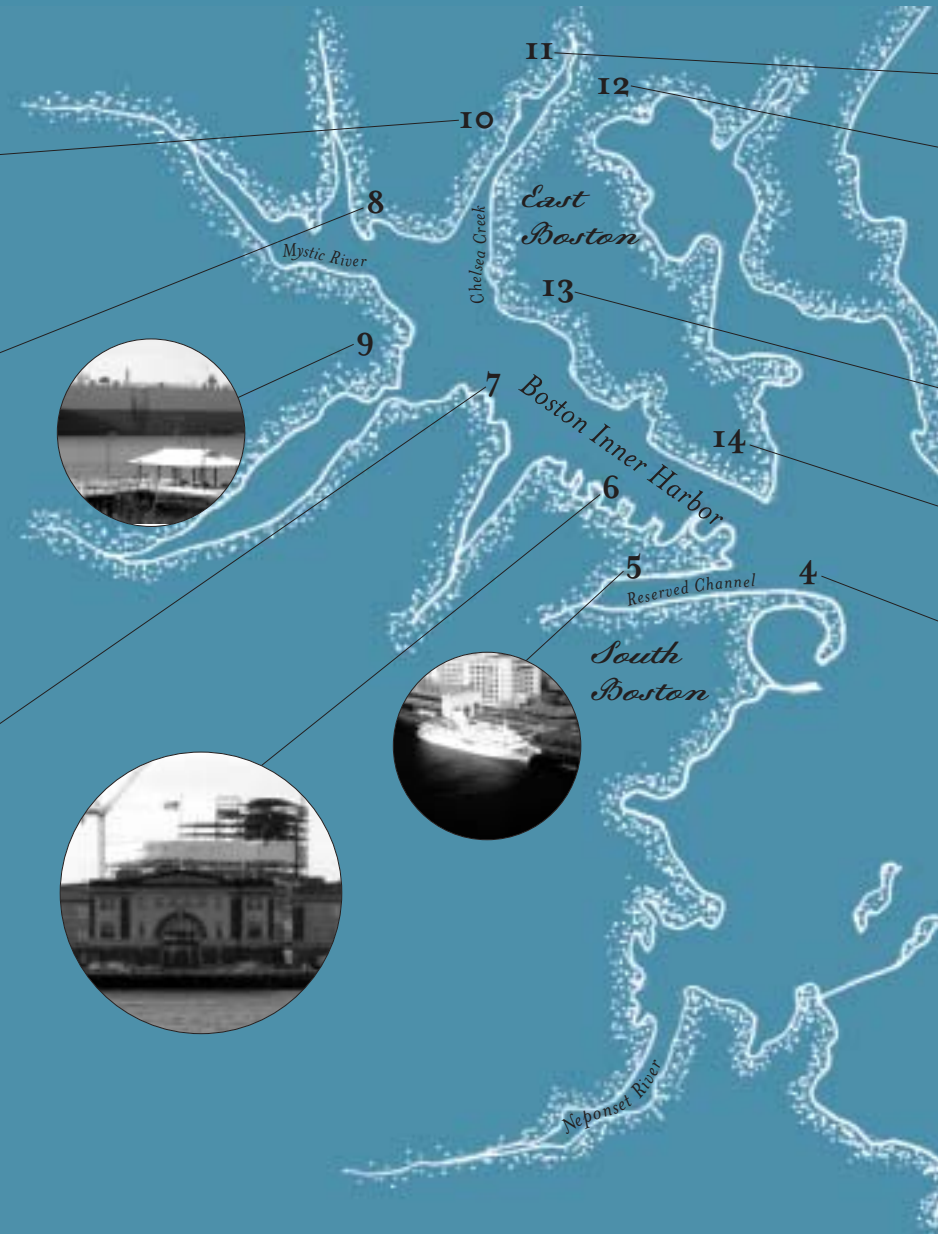 11
12
10
East
Boston
8
Chelsea Creek
Mystic River
13
9
7
Boston Inner Harbor
14
6
5
4
Reserved Channel
South
Boston
Neponset River